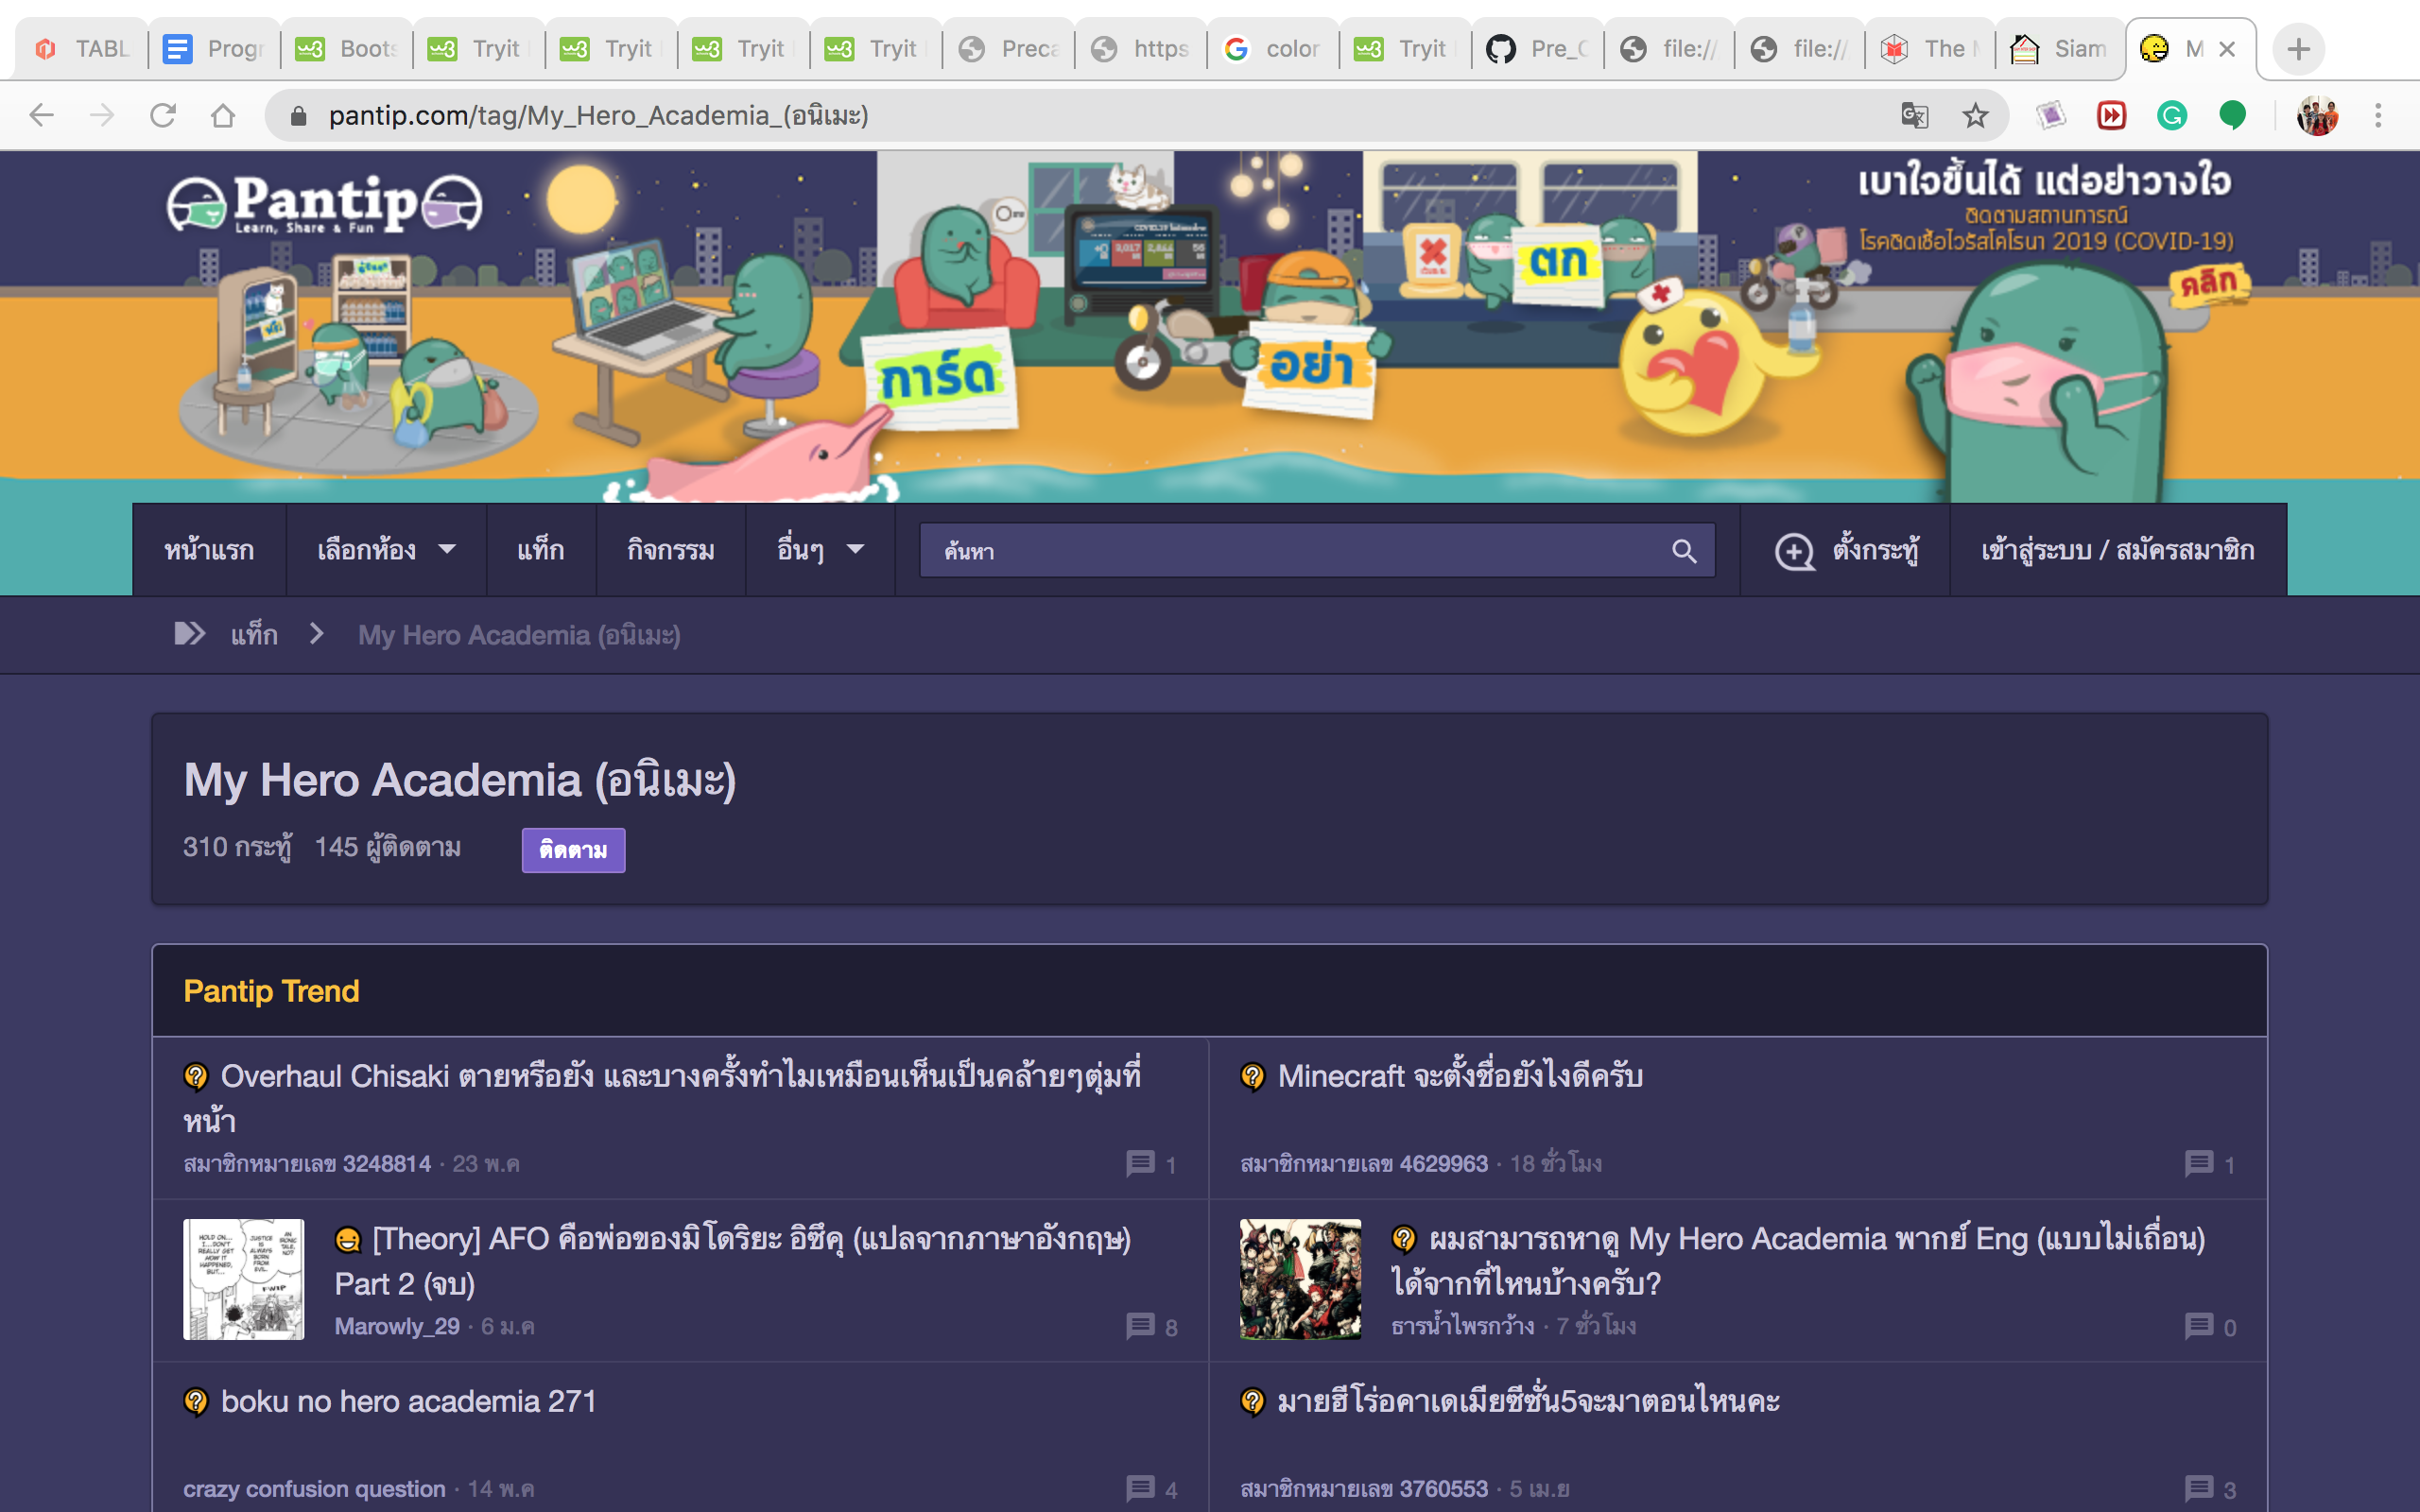 TABL
Progr
Boots
Tryit
Tryit
Tryit
Tryit
Preca
https
color
Tryit
Pre_C
file://
file://
The
Siam
M
pantip.com/tag/My_Hero_Academia_(อนิเมะ)
Pantip
Learn, Share & Fun
เบาใจขึ้นได้ แต่อย่าวางใจ
ติดตามสถานการณ์
โรคติดเชื้อไวรัสโคโรนา 2019 (COVID-19)
คลิก
การ์ด
อย่า
ตก
หน้าแรก
เลือกห้อง
แท็ก
กิจกรรม
อื่นๆ
ค้นหา
ตั้งกระทู้
เข้าสู่ระบบ / สมัครสมาชิก
แท็ก
My Hero Academia (อนิเมะ)
My Hero Academia (อนิเมะ)
310 กระทู้ 145 ผู้ติดตาม
ติดตาม
Pantip Trend
Overhaul Chisaki ตายหรือยัง และบางครั้งทำไมเหมือนเห็นเป็นคล้ายๆตุ่มที่
หน้า
สมาชิกหมายเลข 3248814 · 23 พ.ค
1
Minecraft จะตั้งชื่อยังไงดีครับ
สมาชิกหมายเลข 4629963 · 18 ชั่วโมง
1
HOLD ON...
I...DON'T
REALLY GET
HOW IT
HAPPENED,
BUT...
JUSTICE
IS
ALWAYS
BORN
FROM
EVIL.
AN
IRONIC
TALE,
NO?
[Theory] AFO คือพ่อของมิโดริยะ อิซึคุ (แปลจากภาษาอังกฤษ)
Part 2 (จบ)
Marowly_29 · 6 ม.ค
8
ผมสามารถหาดู My Hero Academia พากย์ Eng (แบบไม่เถื่อน)
ได้จากที่ไหนบ้างครับ?
ธารน้ำไพรกว้าง · 7 ชั่วโมง
0
boku no hero academia 271
crazy confusion question · 14 พ.ค
4
มายฮีโร่อคาเดเมียซีซั่น5จะมาตอนไหนคะ
สมาชิกหมายเลข 3760553 · 5 เม.ย
3